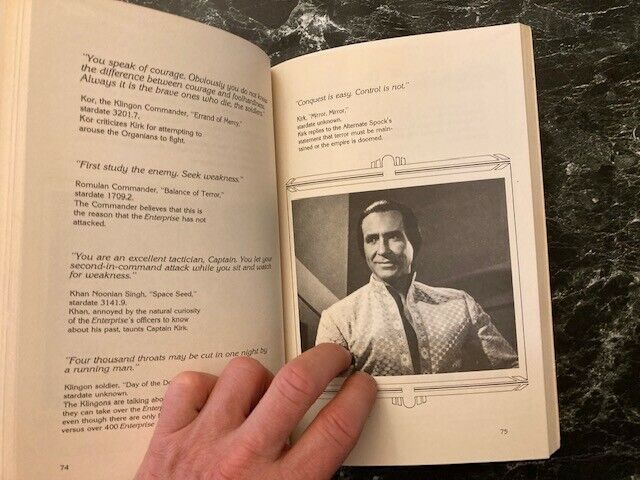 "You speak of courage. Obviously you do not know
the difference between courage and foolhardiness.
Always it is the brave ones who die, the soldiers."
Kor, the Klingon Commander, "Errand of Mercy,"
stardate 3201.7.
Kor criticizes Kirk for attempting to
arouse the Organians to fight.
"First study the enemy. Seek weakness."
Romulan Commander, "Balance of Terror,"
stardate 1709.2.
The Commander believes that this is
the reason that the Enterprise has not
attacked.
"You are an excellent tactician, Captain. You let your
second-in-command attack while you sit and watch
for weakness."
Khan Noonian Singh, "Space Seed,"
stardate 3141.9.
Khan, annoyed by the natural curiosity
of the Enterprise's officers to know
about his past, taunts Captain Kirk.
"Four thousand throats may be cut in one night by
a running man."
Klingon soldier, "Day of the
stardate unknown.
The Klingons are talking
they can take over the
even though there are only
versus over 400
74
"Conquest is easy. Control is not."
Kirk, "Mirror, Mirror,"
stardate unknown.
Kirk replies to the Alternate Spock's
statement that terror must be main-
tained or the empire is doomed.
75